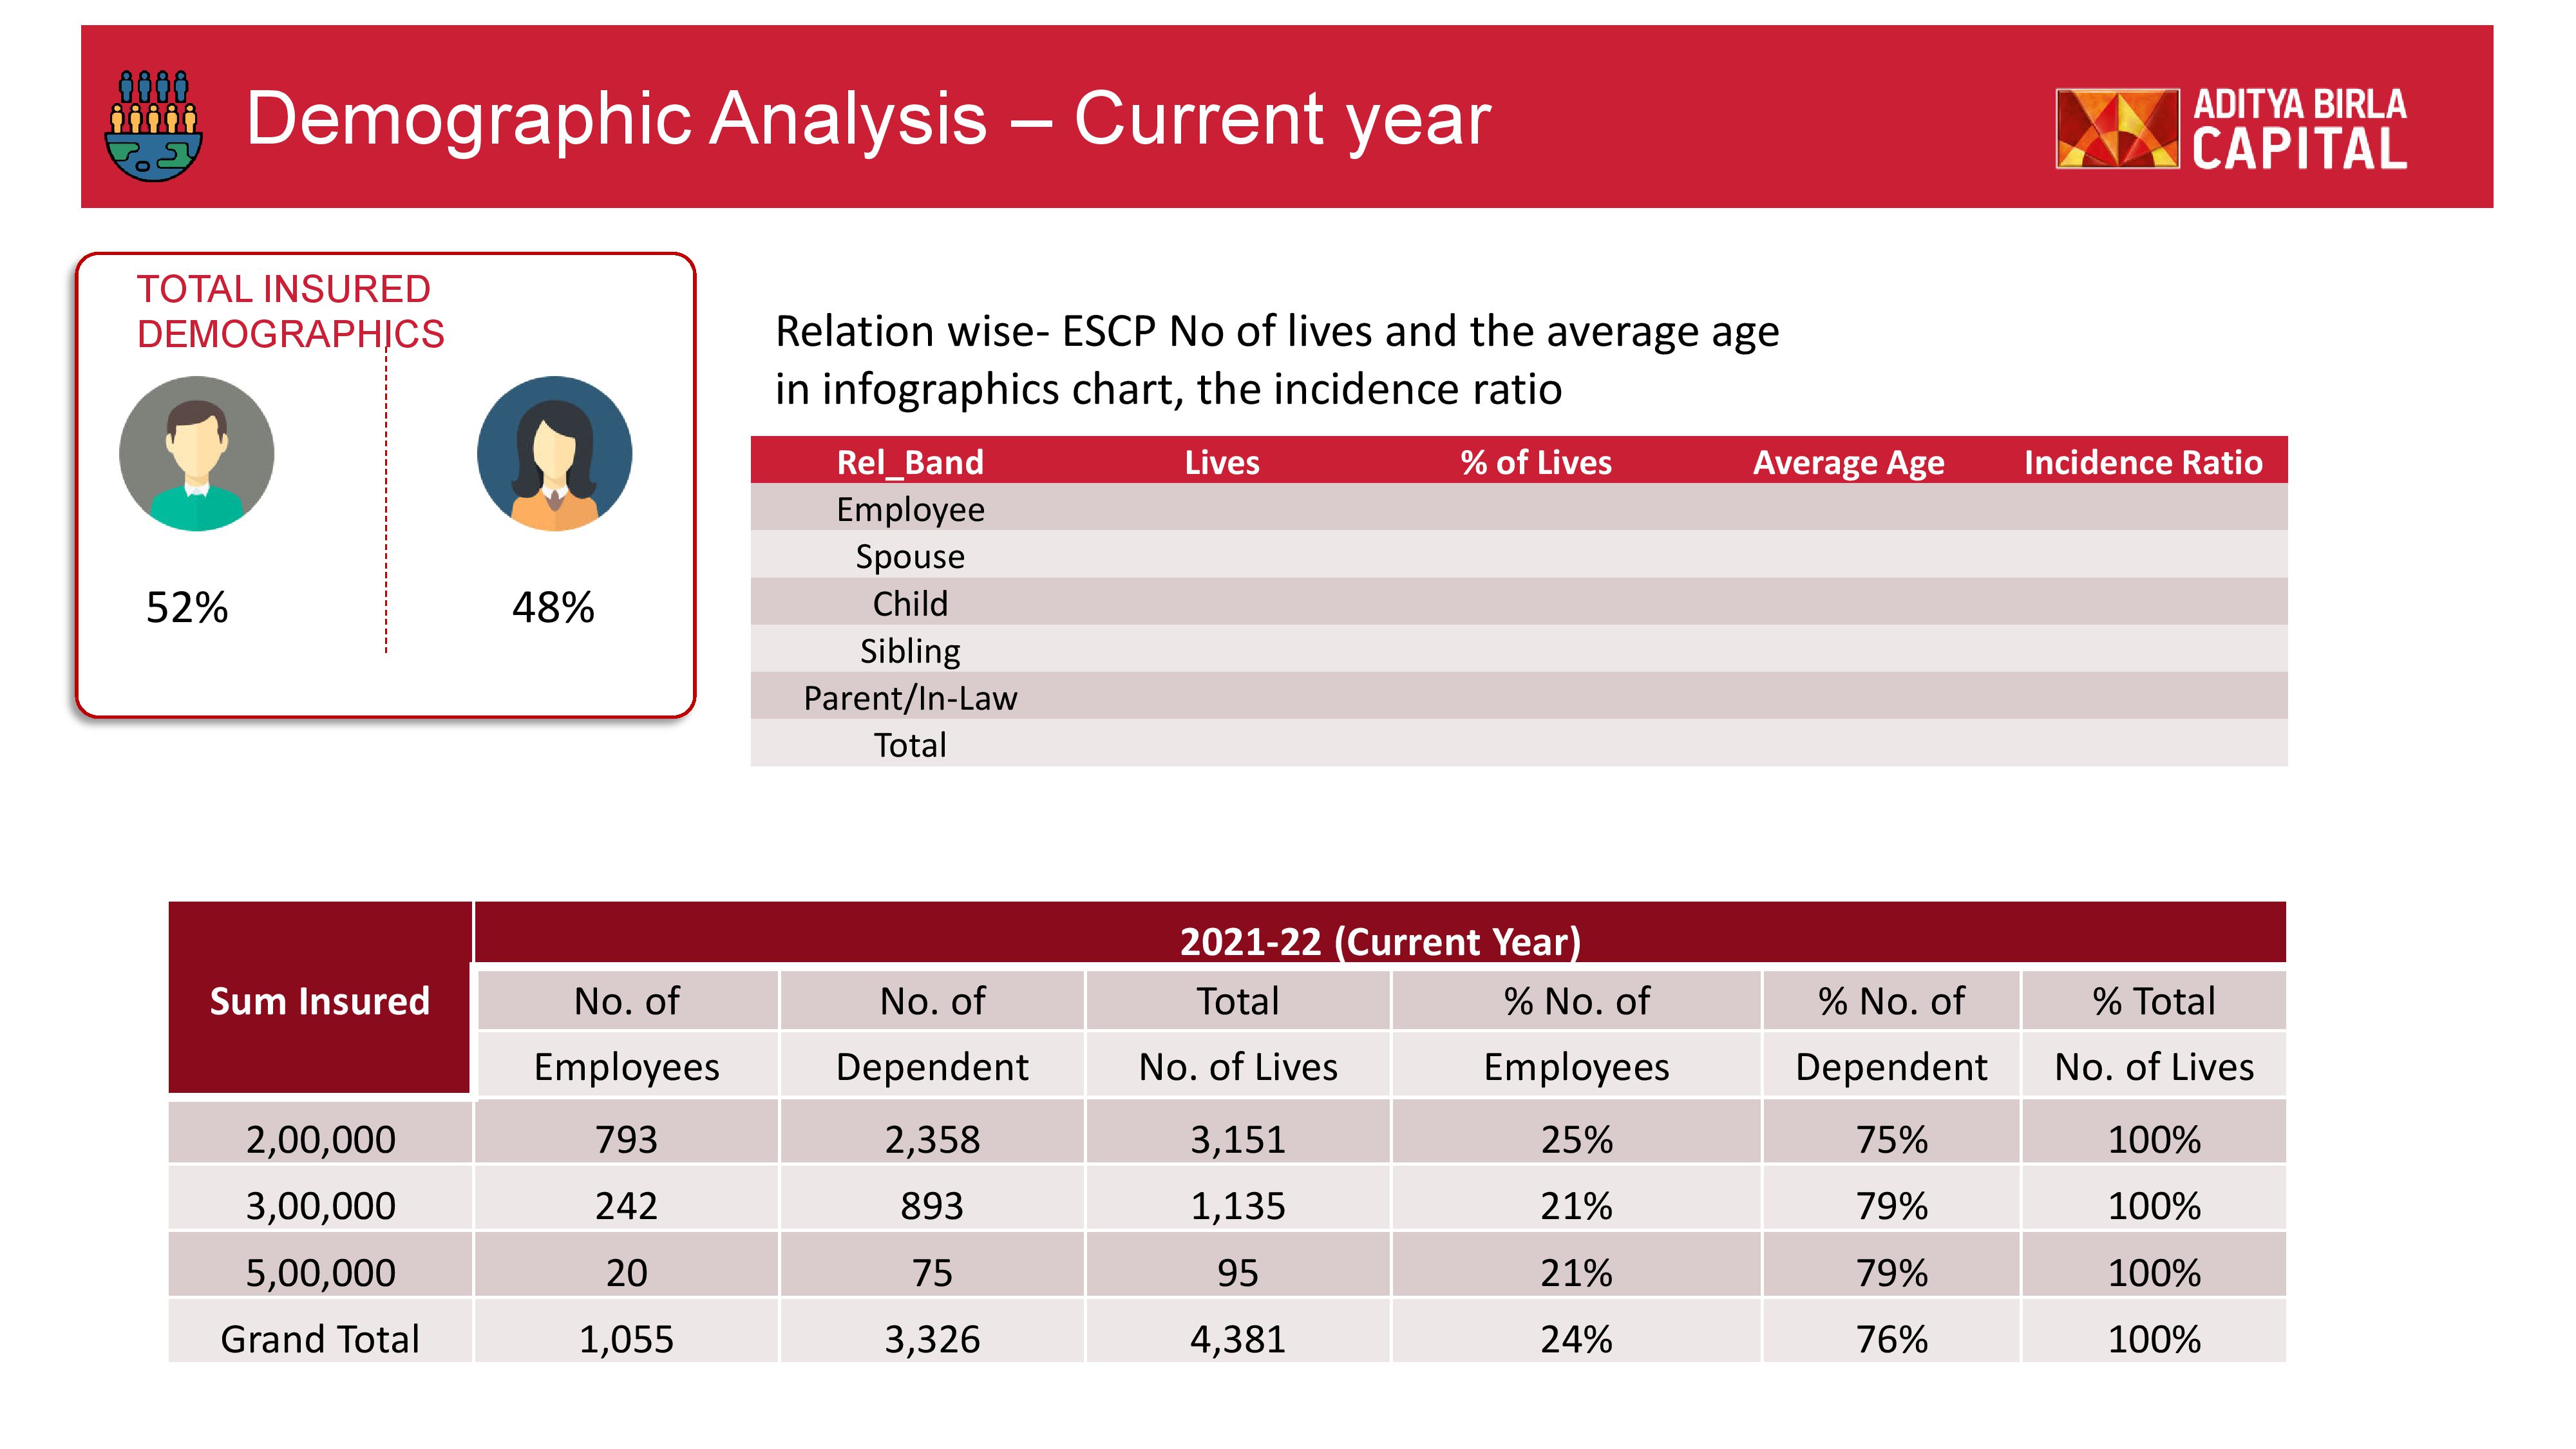 Demographic Analysis – Current year
ADITYA BIRLA
CAPITAL
TOTAL INSURED
DEMOGRAPHICS
52% 48%
Relation wise- ESCP No of lives and the average age
in infographics chart, the incidence ratio
Rel_Band Lives % of Lives Average Age Incidence Ratio
Employee
Spouse
Child
Sibling
Parent/In-Law
Total
Sum Insured 2021-22 (Current Year)
No. of No. of Total % No. of % No. of % Total
Employees Dependent No. of Lives Employees Dependent No. of Lives
2,00,000 793 2,358 3,151 25% 75% 100%
3,00,000 242 893 1,135 21% 79% 100%
5,00,000 20 75 95 21% 79% 100%
Grand Total 1,055 3,326 4,381 24% 76% 100%